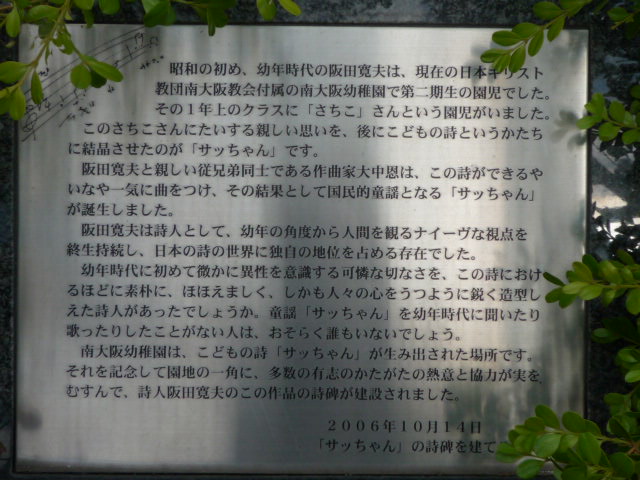 昭和の初め、幼年時代の阪田寛夫は、現在の日本キリスト
教団南大阪教会付属の南大阪幼稚園で第二期生の園児でした。
その１年上のクラスに「さちこ」さんという園児がいました。
このさちこさんにたいする親しい思いを、後にこどもの詩というかたち
に結晶させたのが「サッちゃん」です。
阪田寛夫と親しい従兄弟同士である作曲家大中恩は、この詩ができるや
いなや一気に曲をつけ、その結果として国民的童謡となる「サッちゃん」
が誕生しました。
阪田寛夫は詩人として、幼年の角度から人間を観るナイーヴな視点を
終生持続し、日本の詩の世界に独自の地位を占める存在でした。
幼年時代に初めて微かに異性を意識する可憐な切なさを、この詩におけ
るほどに素朴に、ほほえましく、しかも人々の心をうつように鋭く造型し
えた詩人があったでしょうか。童謡「サッちゃん」を幼年時代に聞いたり
歌ったりしたことがない人は、おそらく誰もいないでしょう。
南大阪幼稚園は、こどもの詩「サッちゃん」が生み出された場所です。
それを記念して園地の一角に、多数の有志のかたがたの熱意と協力が実を
むすんで、詩人阪田寛夫のこの作品の詩碑が建設されました。
２００６年１０月１４日
「サッちゃん」の詩碑を建て